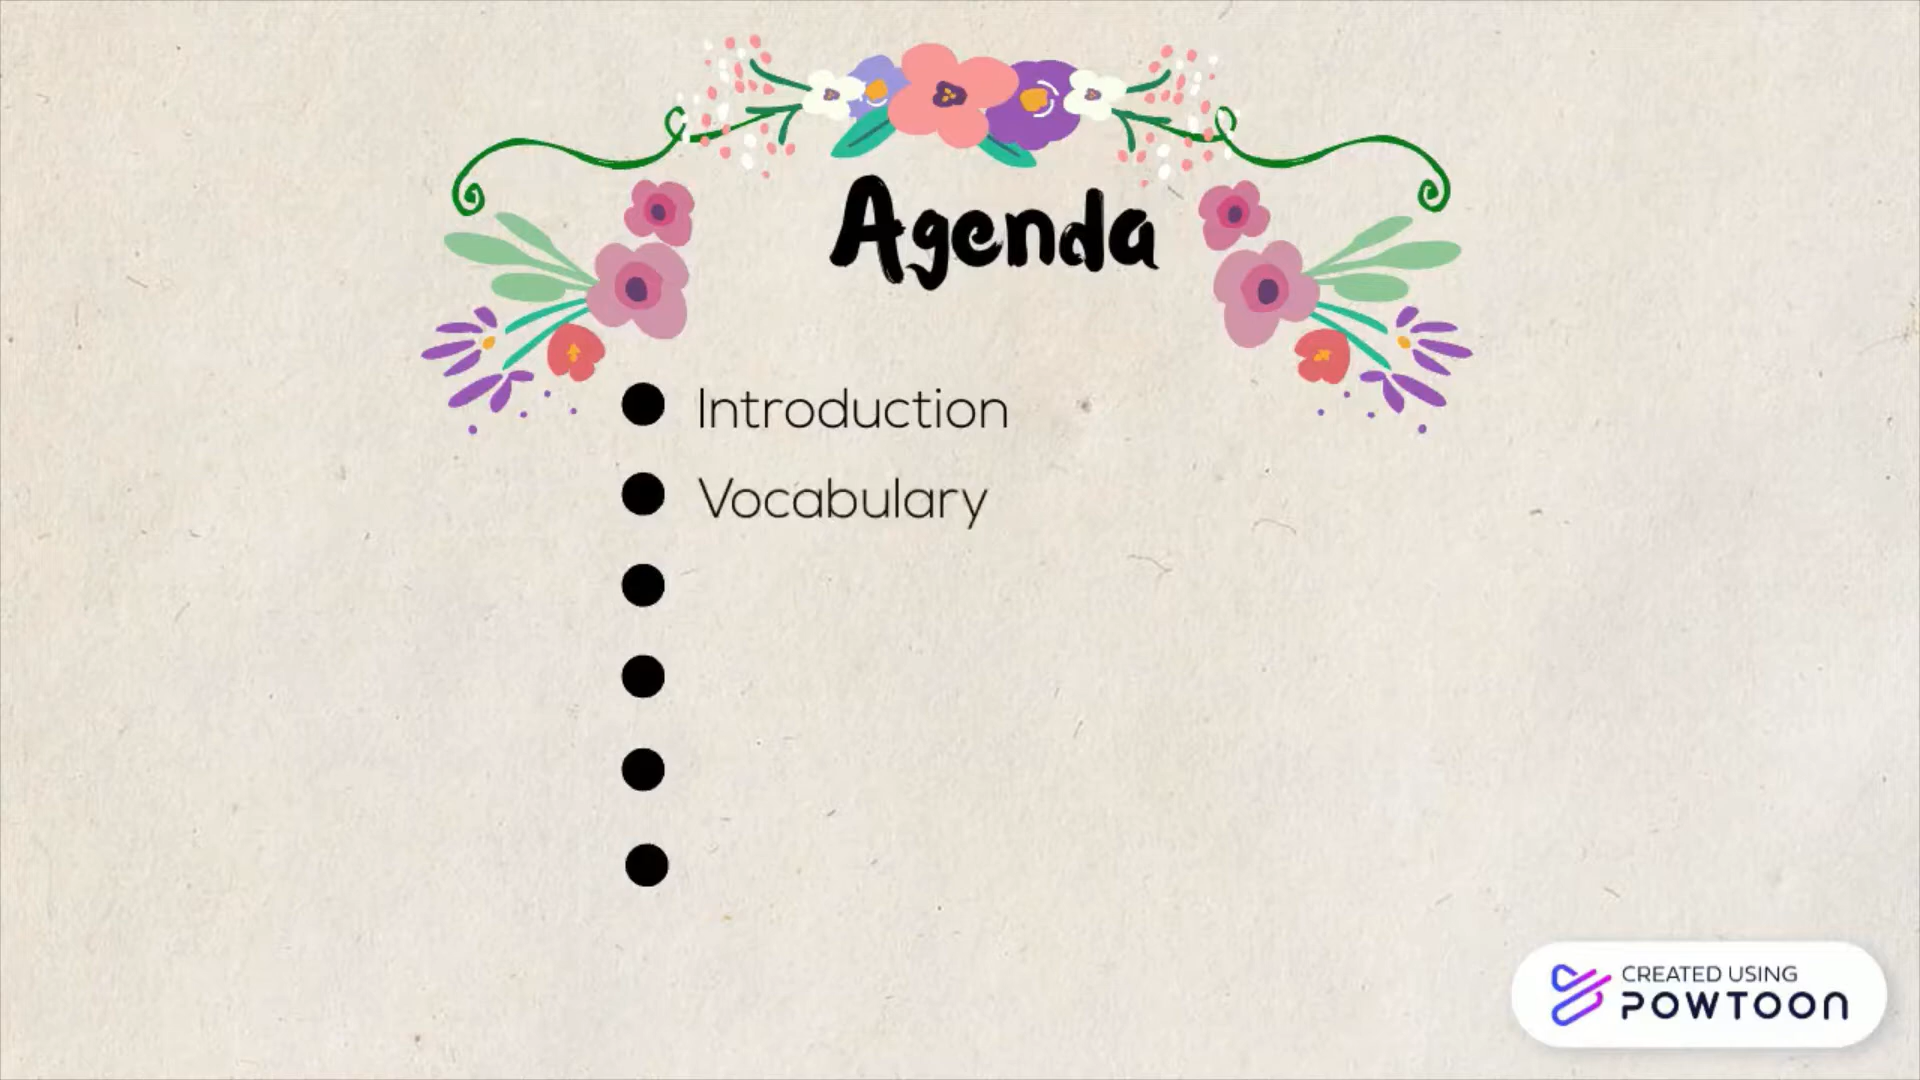 Agenda
Introduction
Vocabulary
CREATED USING
POWTOON